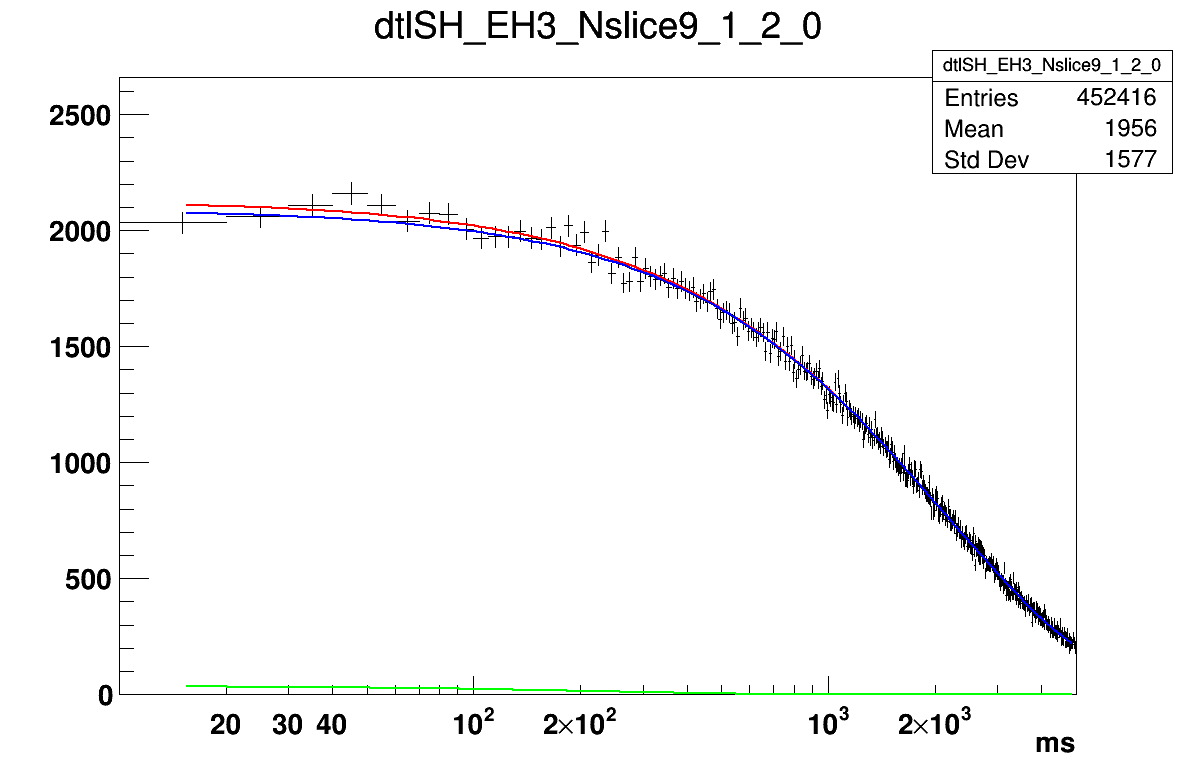 dtlSH_EH3_Nslice9_1_2_0
dtlSH_EH3_Nslice9_1_2_0
Entries 452416
Mean 1956
Std Dev 1577
2500
2000
1500
1000
500
0
20 30 40 10² 2×10² 10³ 2×10³
ms